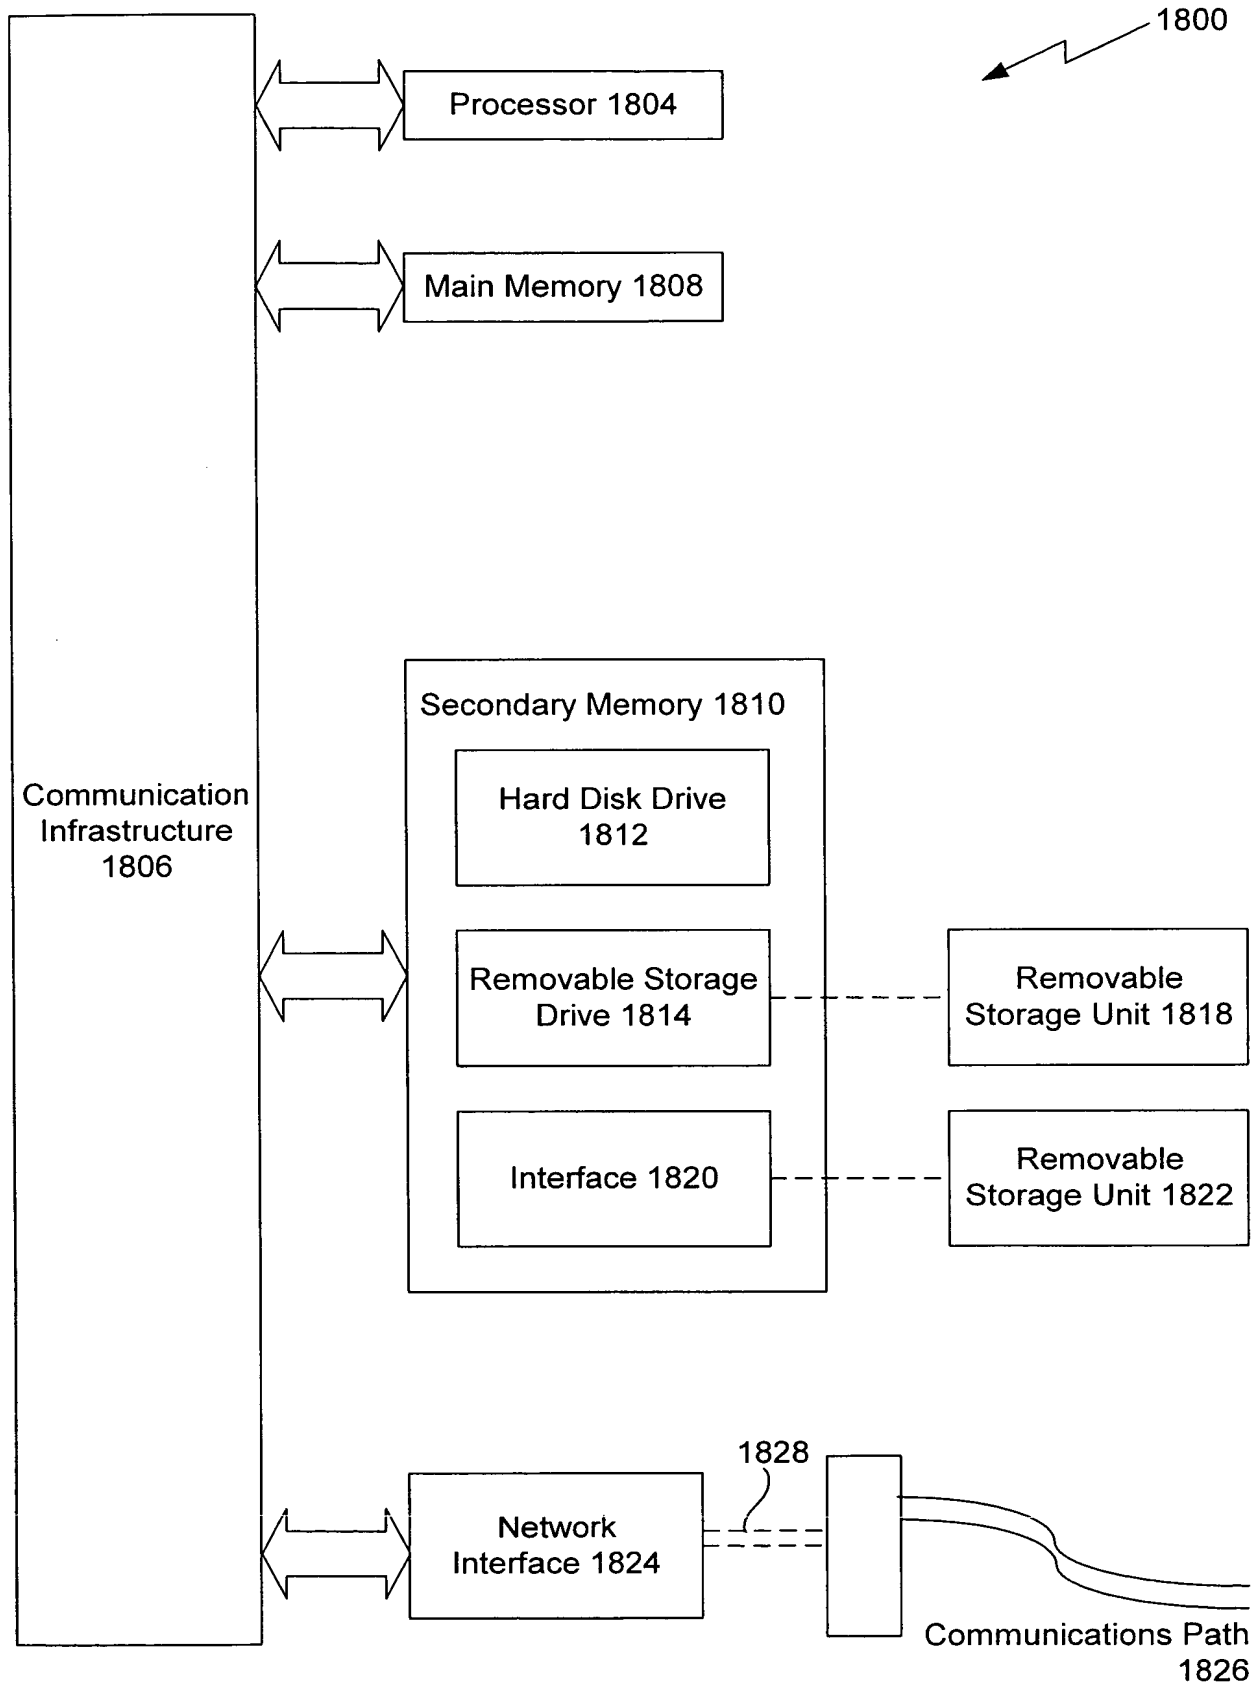 1800
Processor 1804
Main Memory 1808
Communication
Infrastructure
1806
Secondary Memory 1810
Hard Disk Drive
1812
Removable Storage
Drive 1814
Removable
Storage Unit 1818
Interface 1820
Removable
Storage Unit 1822
1828
Network
Interface 1824
Communications Path
1826